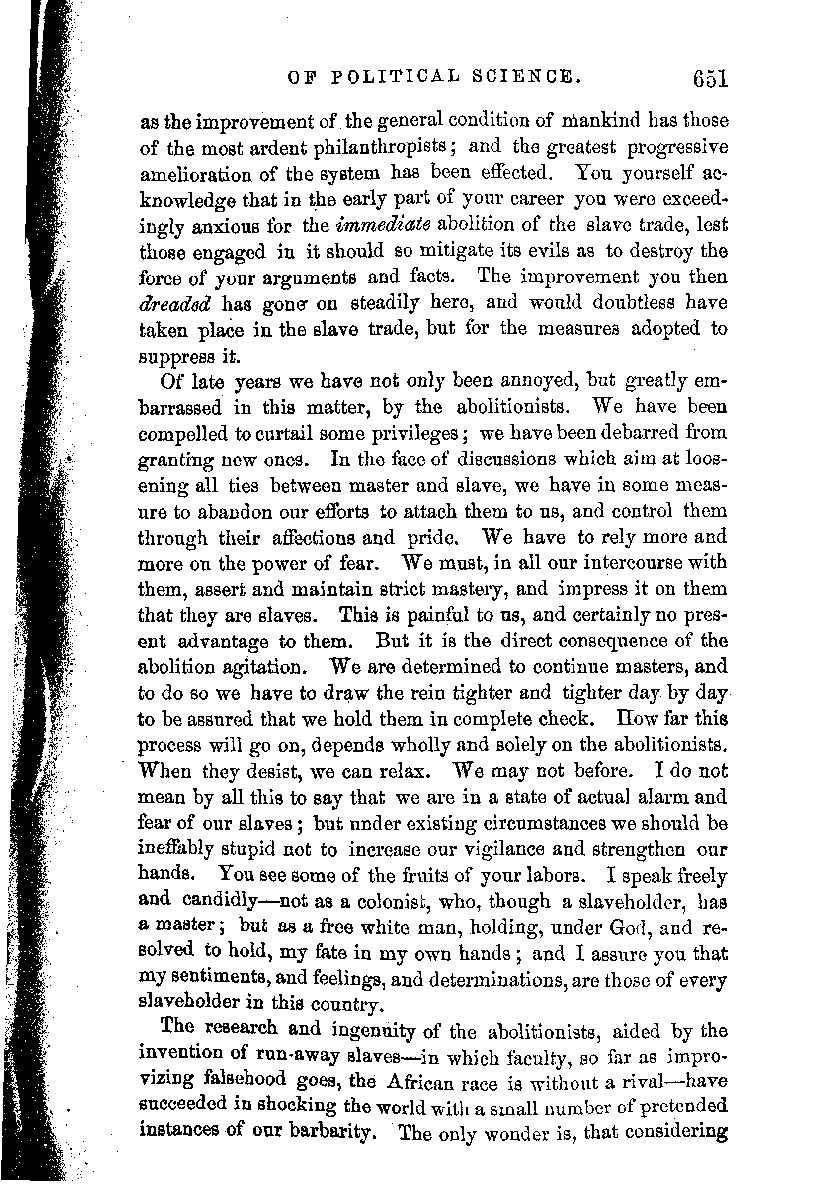 OF POLITICAL SCIENCE. 651
as the improvement of the general condition of mankind has those
of the most ardent philanthropists; and the greatest progressive
amelioration of the system has been effected. You yourself ac-
knowledge that in the early part of your career you were exceed-
ingly anxious for the immediate abolition of the slave trade, lest
those engaged in it should so mitigate its evils as to destroy the
force of your arguments and facts. The improvement you then
dreaded has gone on steadily here, and would doubtless have
taken place in the slave trade, but for the measures adopted to
suppress it.
Of late years we have not only been annoyed, but greatly em-
barrassed in this matter, by the abolitionists. We have been
compelled to curtail some privileges; we have been debarred from
granting new ones. In the face of discussions which aim at loos-
ening all ties between master and slave, we have in some meas-
ure to abandon our efforts to attach them to us, and control them
through their affections and pride. We have to rely more and
more on the power of fear. We must, in all our intercourse with
them, assert and maintain strict mastery, and impress it on them
that they are slaves. This is painful to us, and certainly no pres-
ent advantage to them. But it is the direct consequence of the
abolition agitation. We are determined to continue masters, and
to do so we have to draw the rein tighter and tighter day by day
to be assured that we hold them in complete check. How far this
process will go on, depends wholly and solely on the abolitionists.
When they desist, we can relax. We may not before. I do not
mean by all this to say that we are in a state of actual alarm and
fear of our slaves; but under existing circumstances we should be
ineffably stupid not to increase our vigilance and strengthen our
hands. You see some of the fruits of your labors. I speak freely
and candidly—not as a colonist, who, though a slaveholder, has
a master; but as a free white man, holding, under God, and re-
solved to hold, my fate in my own hands; and I assure you that
my sentiments, and feelings, and determinations, are those of every
slaveholder in this country.
The research and ingenuity of the abolitionists, aided by the
invention of run-away slaves—in which faculty, so far as impro-
vizing falsehood goes, the African race is without a rival—have
succeeded in shocking the world with a small number of pretended
instances of our barbarity. The only wonder is, that considering